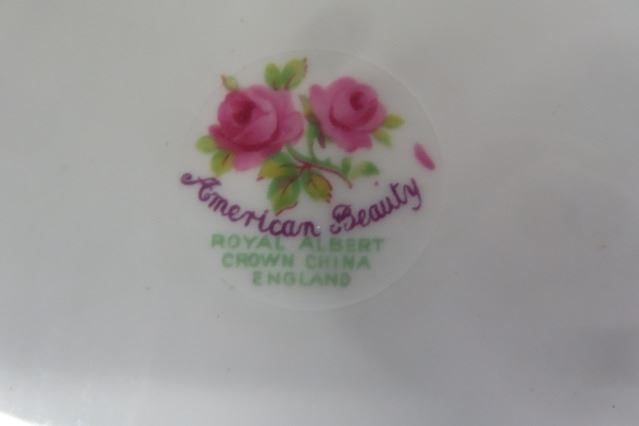 American Beauty
ROYAL ALBERT
CROWN CHINA
ENGLAND